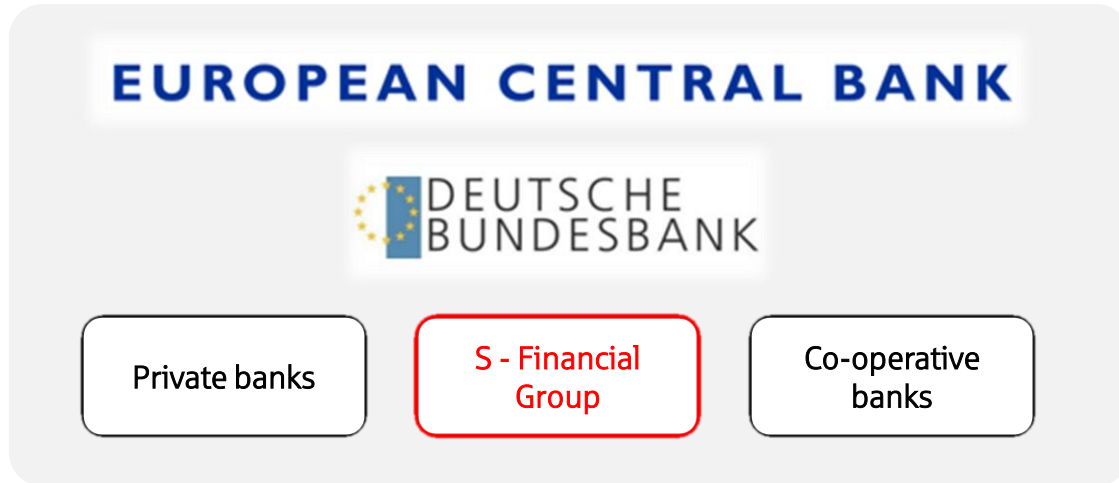 EUROPEAN CENTRAL BANK
DEUTSCHE
BUNDESBANK
Private banks
S - Financial
Group
Co-operative
banks